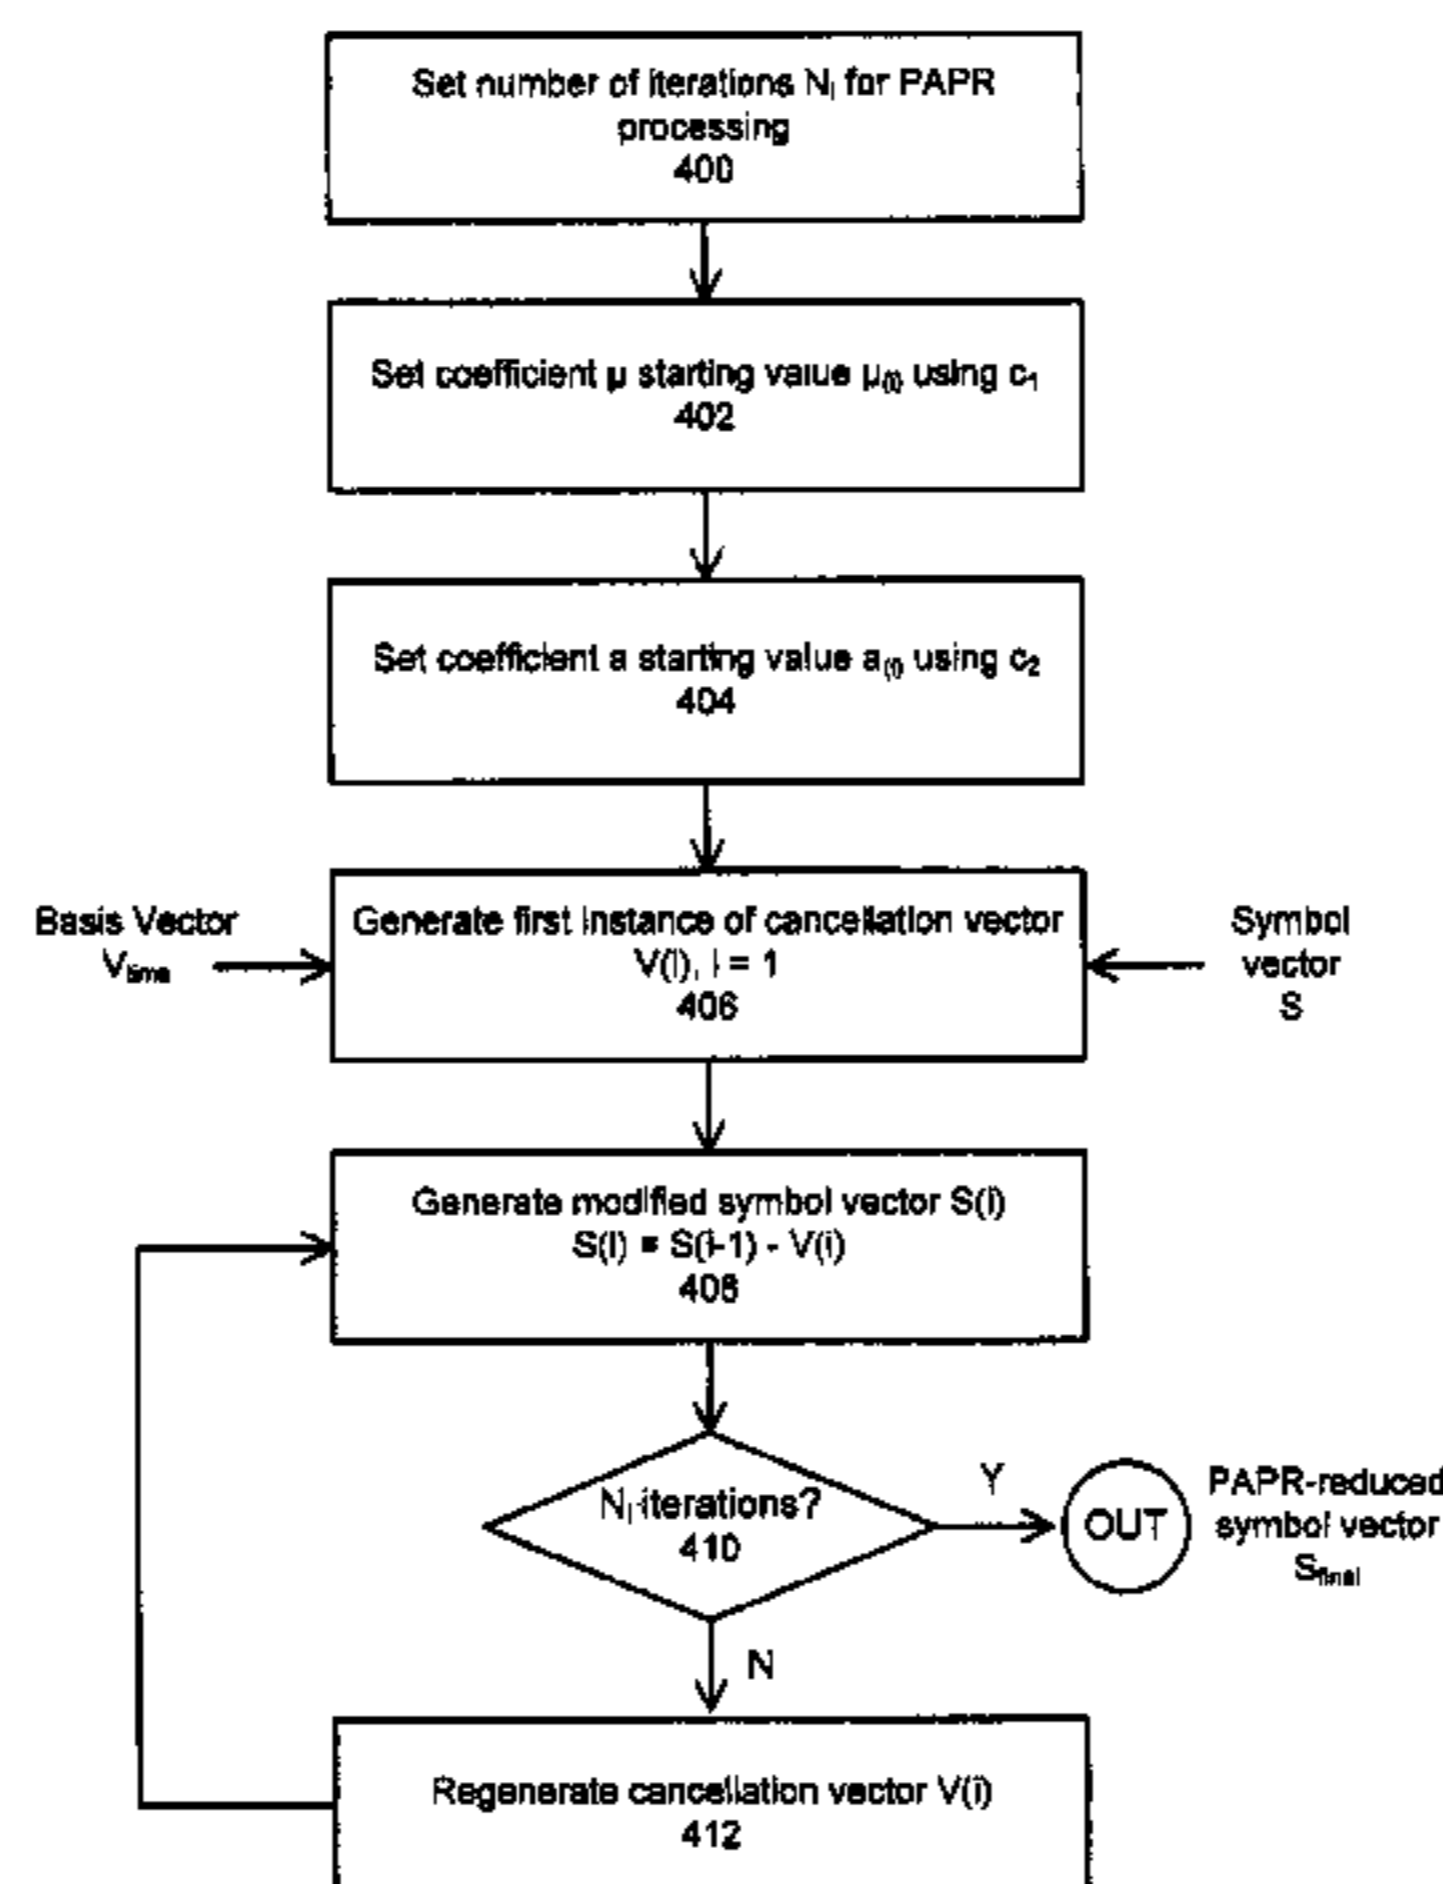 Set number of iterations Nᵢ for PAPR
processing
400
Set coefficient μ starting value μ₍ᵢ₎ using c₁
402
Set coefficient a starting value a₍ᵢ₎ using c₂
404
Basis Vector
Vtime
Generate first instance of cancellation vector
V(i), i = 1
406
Symbol
vector
S
Generate modified symbol vector S(i)
S(i) = S(i-1) - V(i)
408
Nᵢ iterations?
410
Y
OUT
PAPR-reduced
symbol vector
Sfinal
N
Regenerate cancellation vector V(i)
412